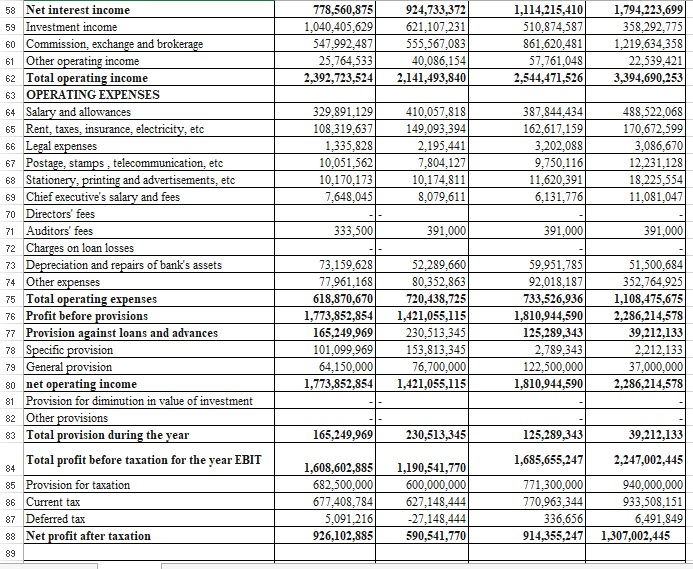 58 Net interest income 778,560,875 924,733,372 1,114,215,410 1,794,223,699
59 Investment income 1,040,405,629 621,107,231 510,874,587 358,292,775
60 Commission, exchange and brokerage 547,992,487 555,567,083 861,620,481 1,219,634,358
61 Other operating income 25,764,533 40,086,154 57,761,048 22,539,421
62 Total operating income 2,392,723,524 2,141,493,840 2,544,471,526 3,394,690,253
63 OPERATING EXPENSES
64 Salary and allowances 329,891,129 410,057,818 387,844,434 488,522,068
65 Rent, taxes, insurance, electricity, etc 108,319,637 149,093,394 162,617,159 170,672,599
66 Legal expenses 1,335,828 2,195,441 3,202,088 3,086,670
67 Postage, stamps , telecommunication, etc 10,051,562 7,804,127 9,750,116 12,231,128
68 Stationery, printing and advertisements, etc 10,170,173 10,174,811 11,620,391 18,225,554
69 Chief executive's salary and fees 7,648,045 8,079,611 6,131,776 11,081,047
70 Directors' fees - - - -
71 Auditors' fees 333,500 391,000 391,000 391,000
72 Charges on loan losses - - - -
73 Depreciation and repairs of bank's assets 73,159,628 52,289,660 59,951,785 51,500,684
74 Other expenses 77,961,168 80,352,863 92,018,187 352,764,925
75 Total operating expenses 618,870,670 720,438,725 733,526,936 1,108,475,675
76 Profit before provisions 1,773,852,854 1,421,055,115 1,810,944,590 2,286,214,578
77 Provision against loans and advances 165,249,969 230,513,345 125,289,343 39,212,133
78 Specific provision 101,099,969 153,813,345 2,789,343 2,212,133
79 General provision 64,150,000 76,700,000 122,500,000 37,000,000
80 net operating income 1,773,852,854 1,421,055,115 1,810,944,590 2,286,214,578
81 Provision for diminution in value of investment - - - -
82 Other provisions - - - -
83 Total provision during the year 165,249,969 230,513,345 125,289,343 39,212,133
84 Total profit before taxation for the year EBIT 1,608,602,885 1,190,541,770 1,685,655,247 2,247,002,445
85 Provision for taxation 682,500,000 600,000,000 771,300,000 940,000,000
86 Current tax 677,408,784 627,148,444 770,963,344 933,508,151
87 Deferred tax 5,091,216 -27,148,444 336,656 6,491,849
88 Net profit after taxation 926,102,885 590,541,770 914,355,247 1,307,002,445
89